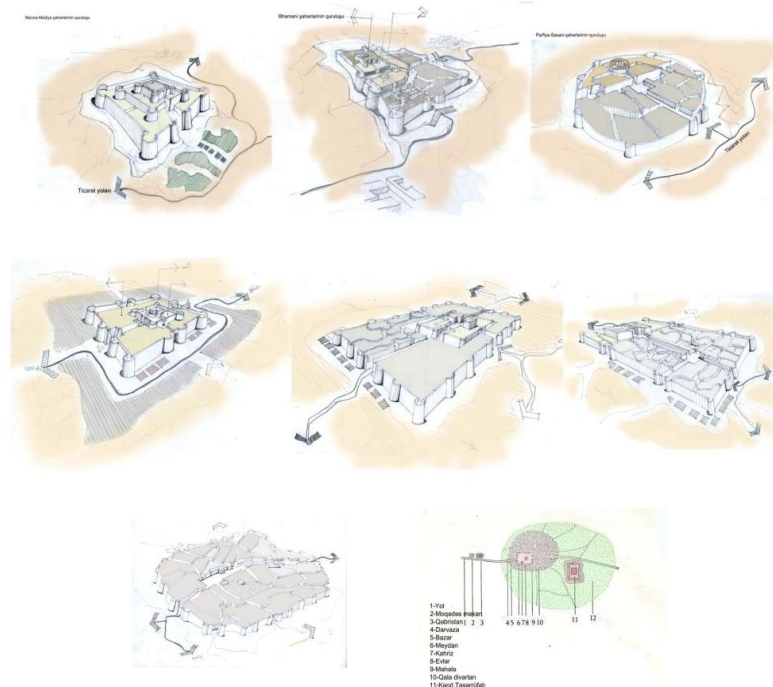 Manna-Midiya şəhərlərinin quruluşu
Əhəməni şəhərlərinin quruluşu
Parfiya-Sasani şəhərlərinin quruluşu
Ticarət yolları
Ticarət yolları
1 2 3 4 5 6 7 8 9 10 11 12
1-Yol
2-Moqədəs məkan
3-Qəbristan
4-Darvaza
5-Bazar
6-Meydan
7-Kəhriz
8-Evlər
9-Məhələ
10-Qala divarları
11-Kənd Təsərrüfatı